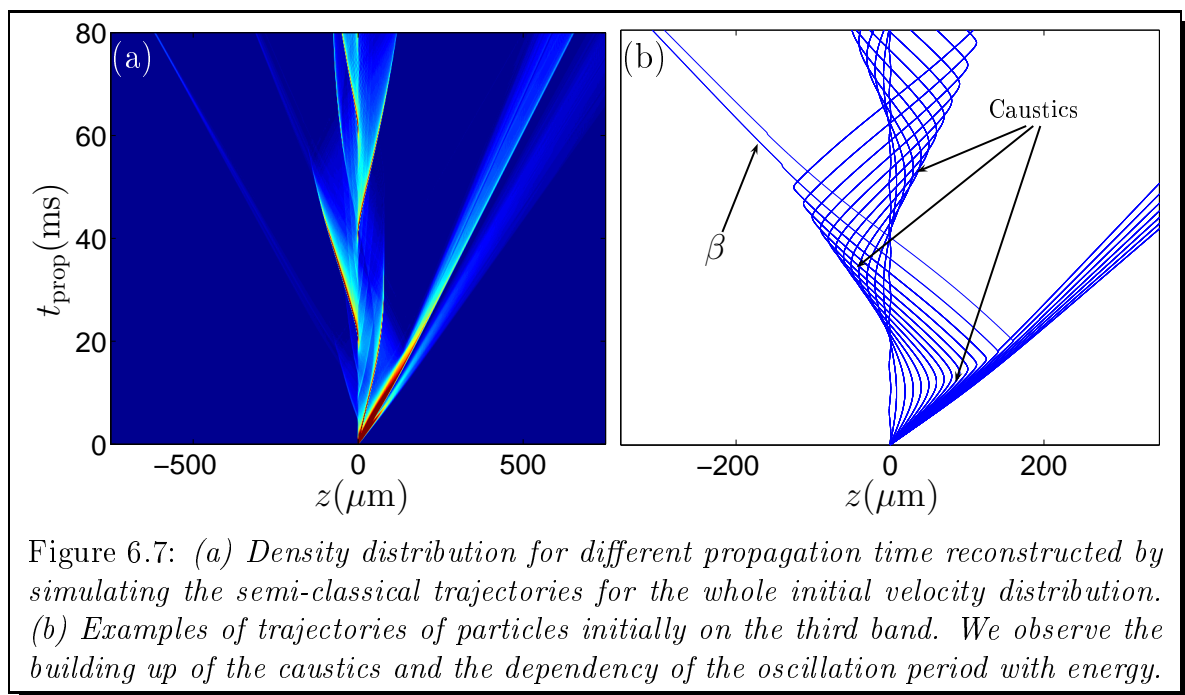 80
60
40
20
0
t_prop(ms)
(a)
−500
0
500
z(μm)
(b)
Caustics
β
−200
0
200
z(μm)
Figure 6.7: (a) Density distribution for different propagation time reconstructed by
simulating the semi-classical trajectories for the whole initial velocity distribution.
(b) Examples of trajectories of particles initially on the third band. We observe the
building up of the caustics and the dependency of the oscillation period with energy.